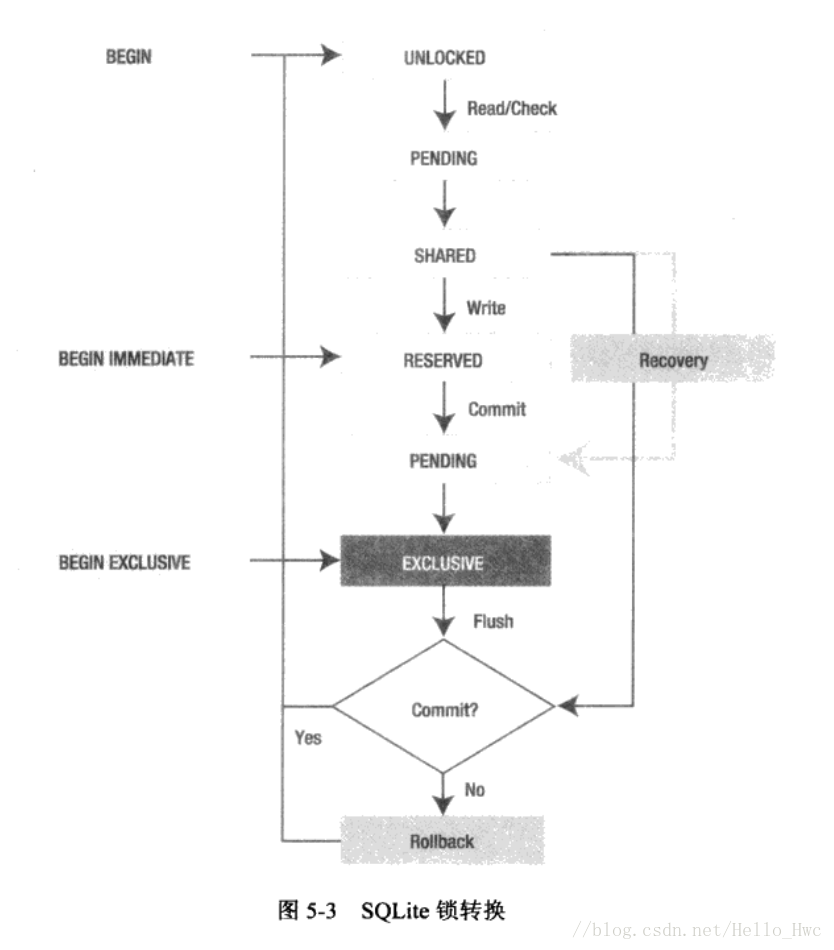 BEGIN
UNLOCKED
Read/Check
PENDING
SHARED
Write
BEGIN IMMEDIATE
RESERVED
Recovery
Commit
PENDING
BEGIN EXCLUSIVE
EXCLUSIVE
Flush
Commit?
Yes
No
Rollback
图 5-3 SQLite 锁转换
//blog.csdn.net/Hello_Hwc